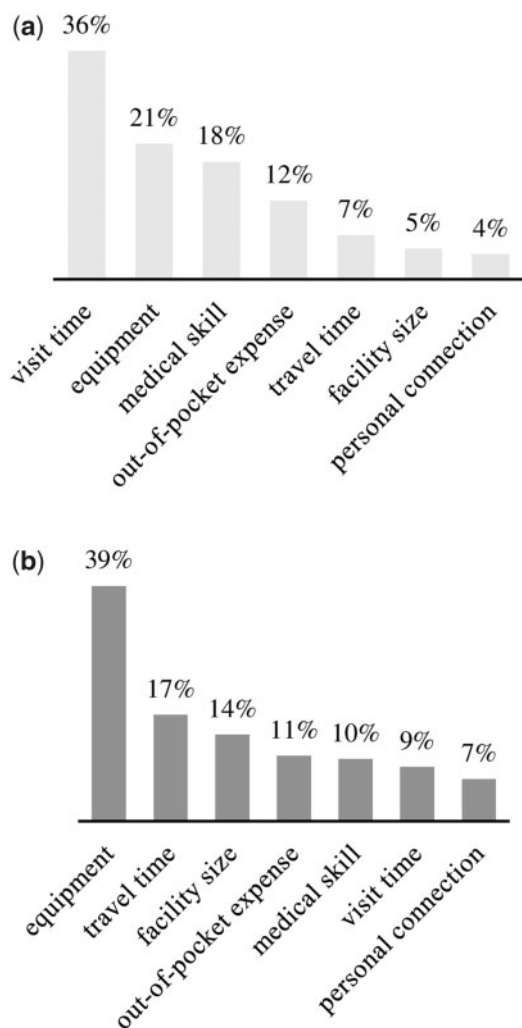 (a)
36%
21%
18%
12%
7%
5%
4%
visit time
equipment
medical skill
out-of-pocket expense
travel time
facility size
personal connection
(b)
39%
17%
14%
11%
10%
9%
7%
equipment
travel time
facility size
out-of-pocket expense
medical skill
visit time
personal connection